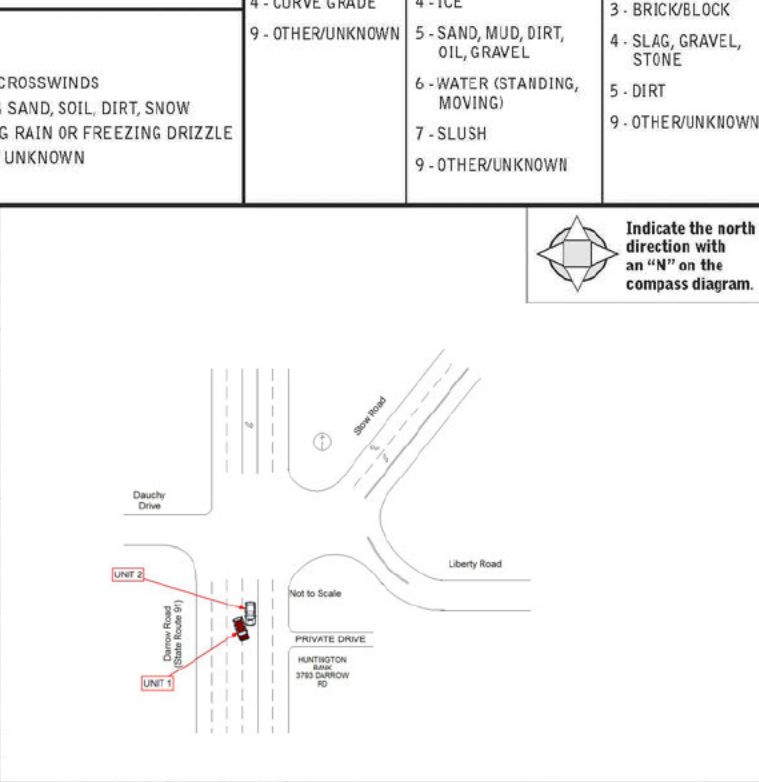 4 - CURVE GRADE
9 - OTHER/UNKNOWN
4 - ICE
5 - SAND, MUD, DIRT,
OIL, GRAVEL
6 - WATER (STANDING,
MOVING)
7 - SLUSH
9 - OTHER/UNKNOWN
3 - BRICK/BLOCK
4 - SLAG, GRAVEL,
STONE
5 - DIRT
9 - OTHER/UNKNOWN
CROSSWINDS
SAND, SOIL, DIRT, SNOW
G RAIN OR FREEZING DRIZZLE
UNKNOWN
Indicate the north
direction with
an “N” on the
compass diagram.
Stow Road
Dauchy
Drive
Liberty Road
UNIT 2
Not to Scale
Darrow Road
(State Route 91)
PRIVATE DRIVE
HUNTINGTON
BANK
3793 DARROW
RD
UNIT 1